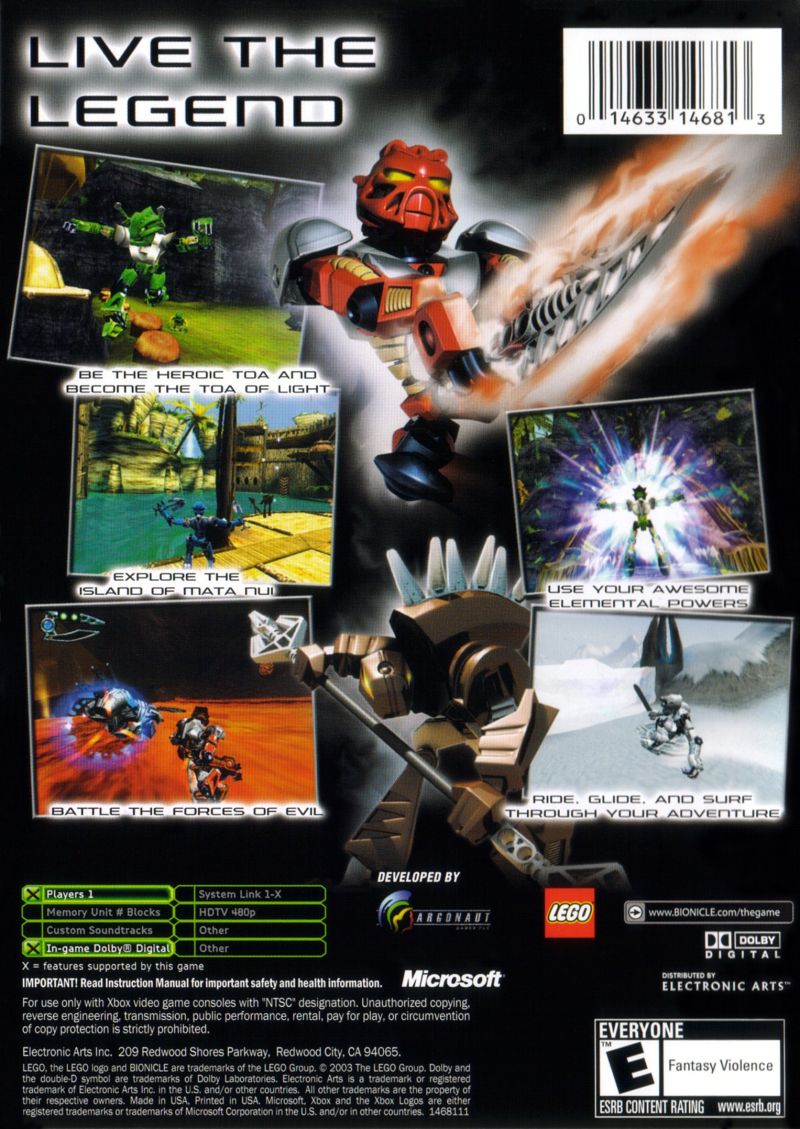 LIVE THE
LEGEND
0 14633 14681 3
BE THE HEROIC TOA AND
BECOME THE TOA OF LIGHT
EXPLORE THE
ISLAND OF MATA NUI
USE YOUR AWESOME
ELEMENTAL POWERS
BATTLE THE FORCES OF EVIL
RIDE, GLIDE, AND SURF
THROUGH YOUR ADVENTURE
Players 1
System Link 1-X
Memory Unit # Blocks
HDTV 480p
Custom Soundtracks
Other
In-game Dolby® Digital
Other
X = features supported by this game
DEVELOPED BY
ARGONAUT
GAMES PLC
LEGO
www.BIONICLE.com/thegame
DOLBY
DIGITAL
IMPORTANT! Read Instruction Manual for important safety and health information.
Microsoft®
DISTRIBUTED BY
ELECTRONIC ARTS™
For use only with Xbox video game consoles with "NTSC" designation. Unauthorized copying,
reverse engineering, transmission, public performance, rental, pay for play, or circumvention
of copy protection is strictly prohibited.
Electronic Arts Inc. 209 Redwood Shores Parkway, Redwood City, CA 94065.
LEGO, the LEGO logo and BIONICLE are trademarks of the LEGO Group. © 2003 The LEGO Group. Dolby and
the double-D symbol are trademarks of Dolby Laboratories. Electronic Arts is a trademark or registered
trademark of Electronic Arts Inc. in the U.S. and/or other countries. All other trademarks are the property of
their respective owners. Made in USA, Printed in USA. Microsoft, Xbox and the Xbox Logos are either
registered trademarks or trademarks of Microsoft Corporation in the U.S. and/or in other countries. 1468111
EVERYONE
™
E
Fantasy Violence
ESRB CONTENT RATING www.esrb.org